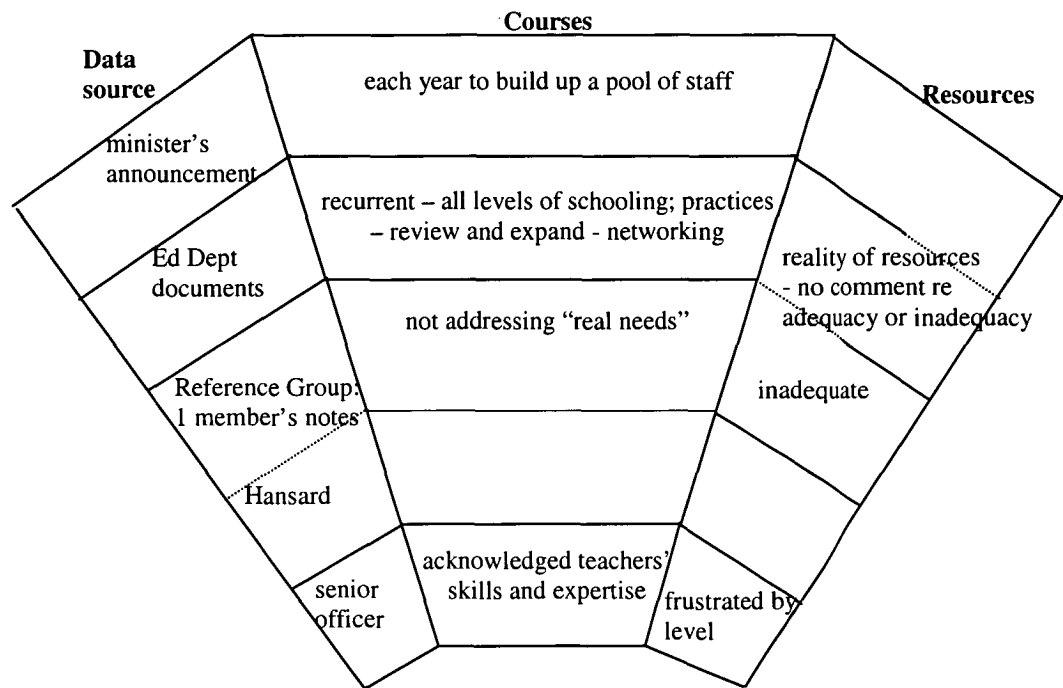 Courses
Data
source
Resources
each year to build up a pool of staff
minister's
announcement
recurrent – all levels of schooling; practices
– review and expand - networking
Ed Dept
documents
reality of resources
- no comment re
adequacy or inadequacy
not addressing "real needs"
Reference Group:
1 member's notes
inadequate
Hansard
acknowledged teachers'
skills and expertise
senior
officer
frustrated by
level